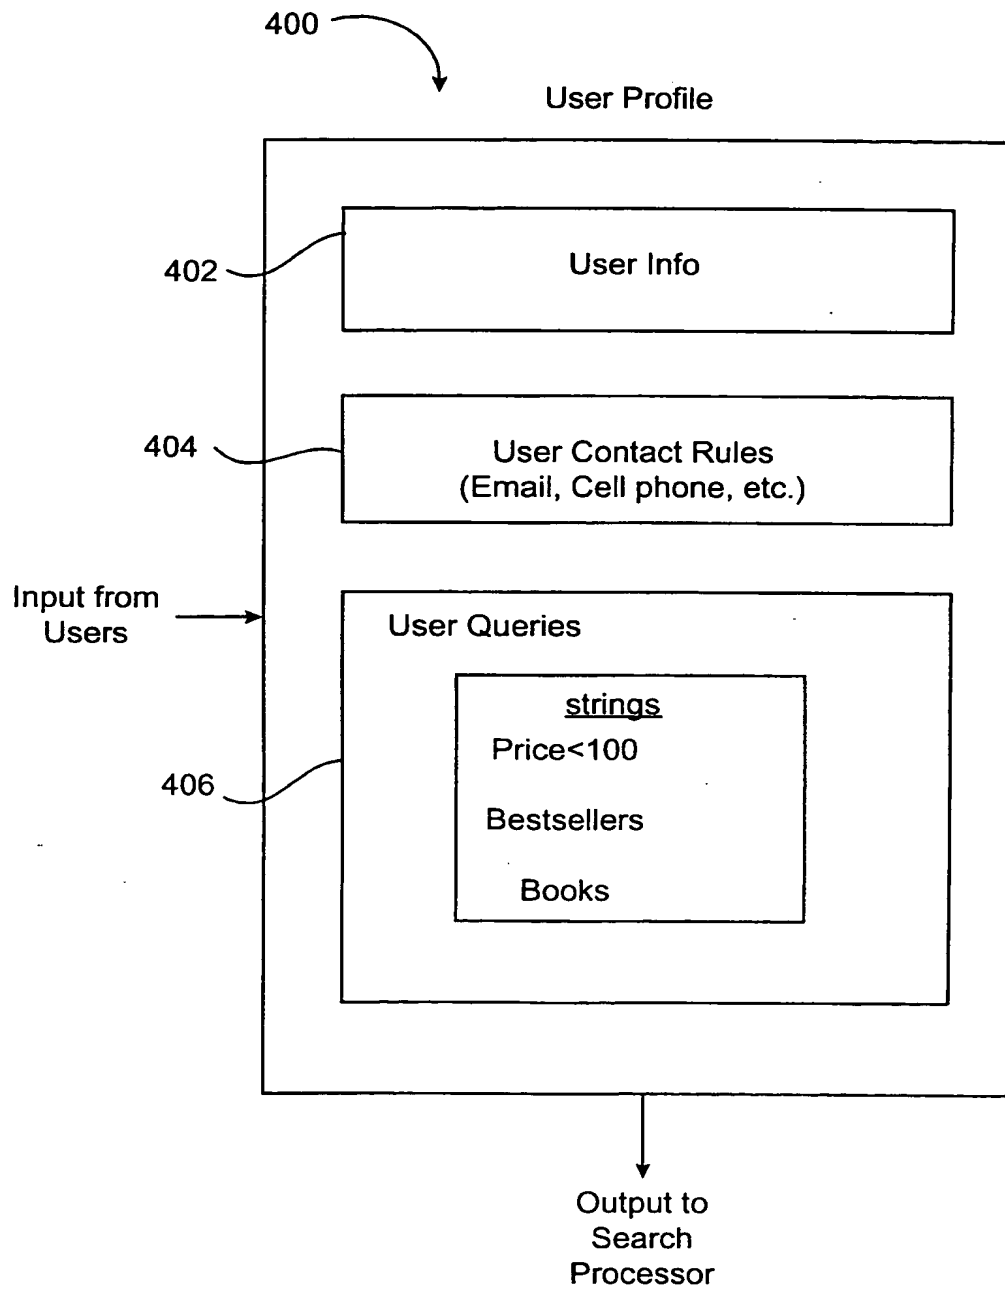 400
User Profile
402
User Info
404
User Contact Rules
(Email, Cell phone, etc.)
Input from
Users
User Queries
strings
Price<100
406
Bestsellers
Books
Output to
Search
Processor